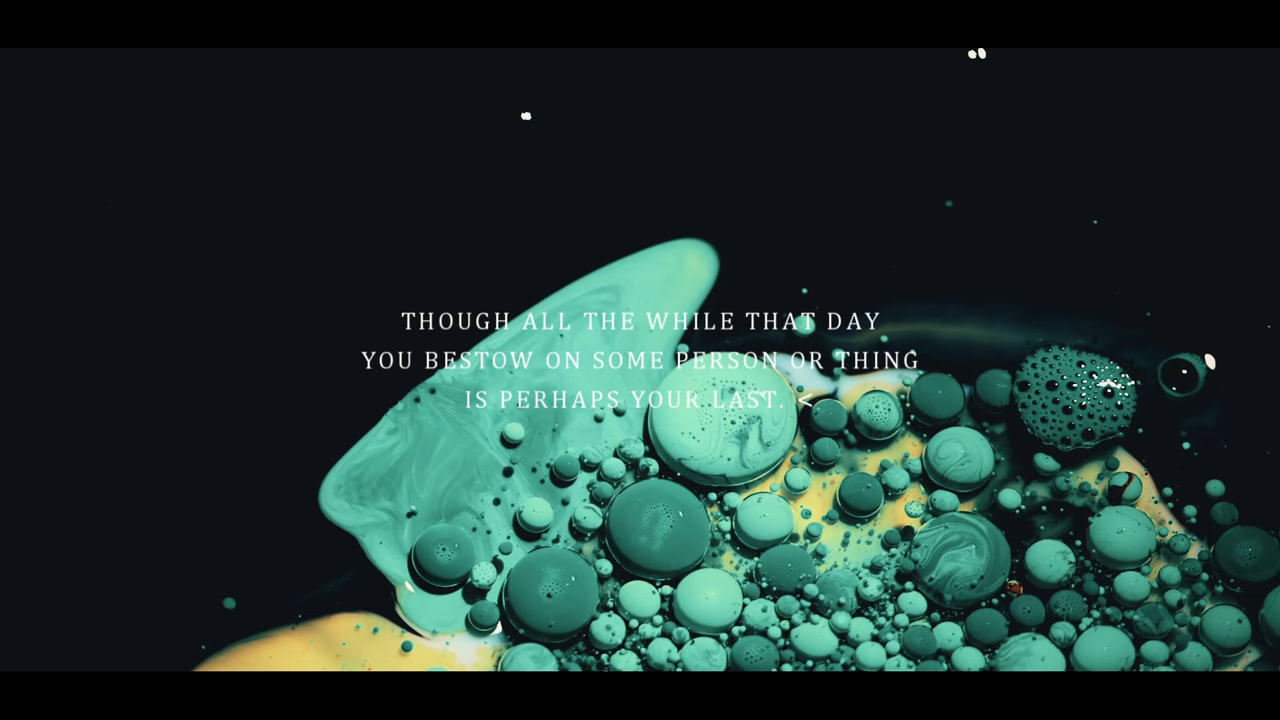 THOUGH ALL THE WHILE THAT DAY
YOU BESTOW ON SOME PERSON OR THING
IS PERHAPS YOUR LAST. <